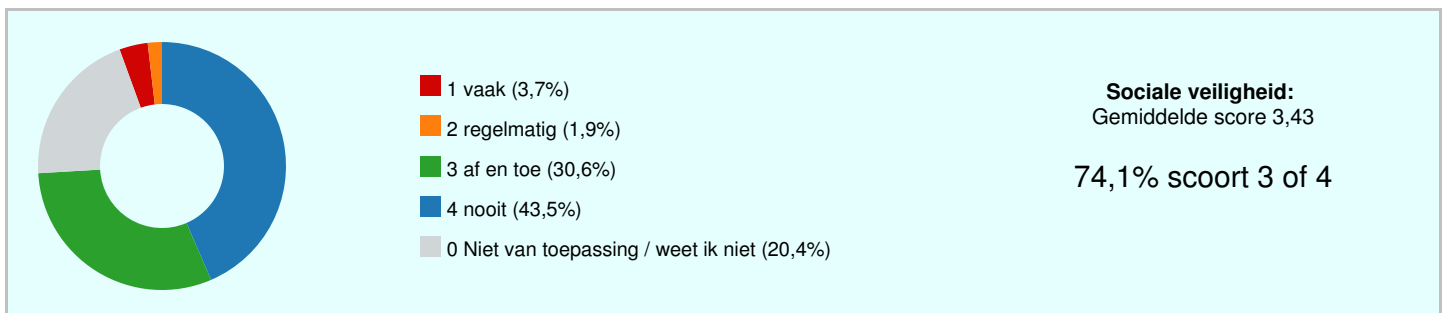 1 vaak (3,7%)
2 regelmatig (1,9%)
3 af en toe (30,6%)
4 nooit (43,5%)
0 Niet van toepassing / weet ik niet (20,4%)
Sociale veiligheid:
Gemiddelde score 3,43
74,1% scoort 3 of 4